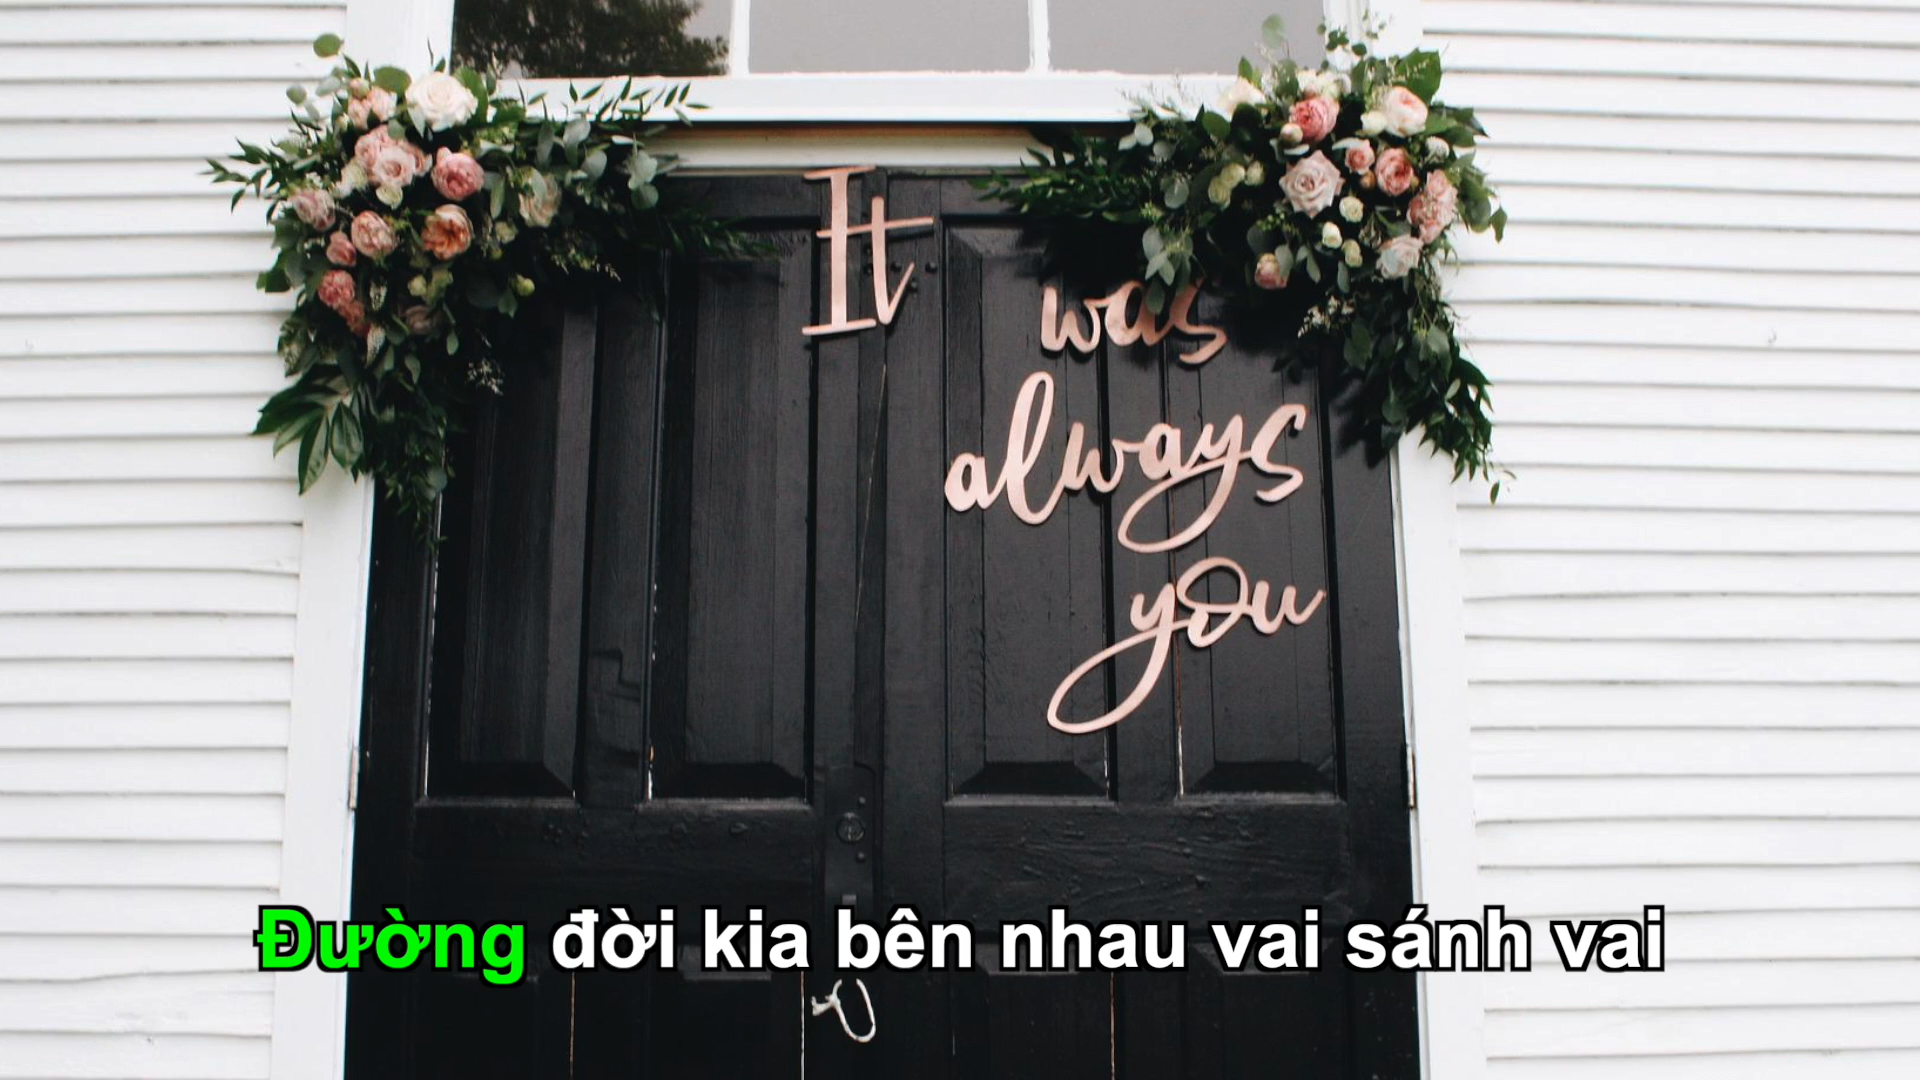 It
was
always
you
Đường đời kia bên nhau vai sánh vai